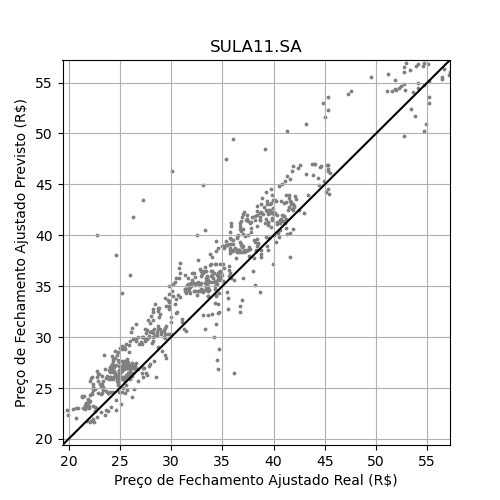 SULA11.SA
Preço de Fechamento Ajustado Previsto (R$)
55
50
45
40
35
30
25
20
20 25 30 35 40 45 50 55
Preço de Fechamento Ajustado Real (R$)